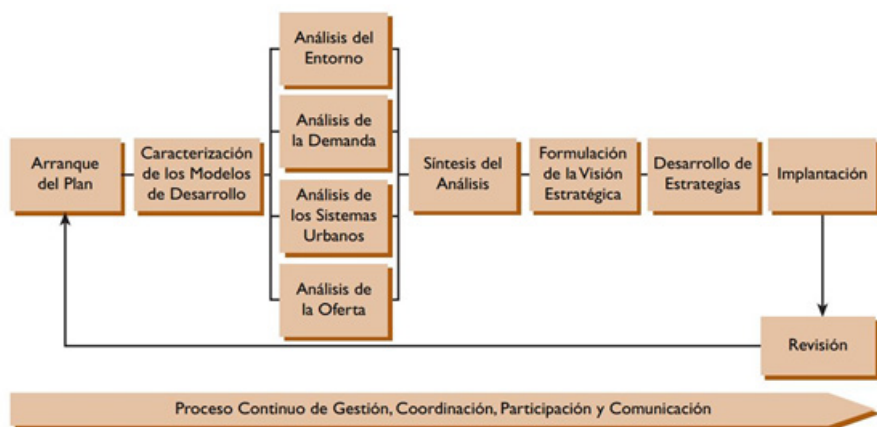 Arranque
del Plan
Caracterización
de los Modelos
de Desarrollo
Análisis del
Entorno
Análisis de
la Demanda
Análisis de
los Sistemas
Urbanos
Análisis de
la Oferta
Síntesis del
Análisis
Formulación
de la Visión
Estratégica
Desarrollo de
Estrategias
Implantación
Revisión
Proceso Continuo de Gestión, Coordinación, Participación y Comunicación